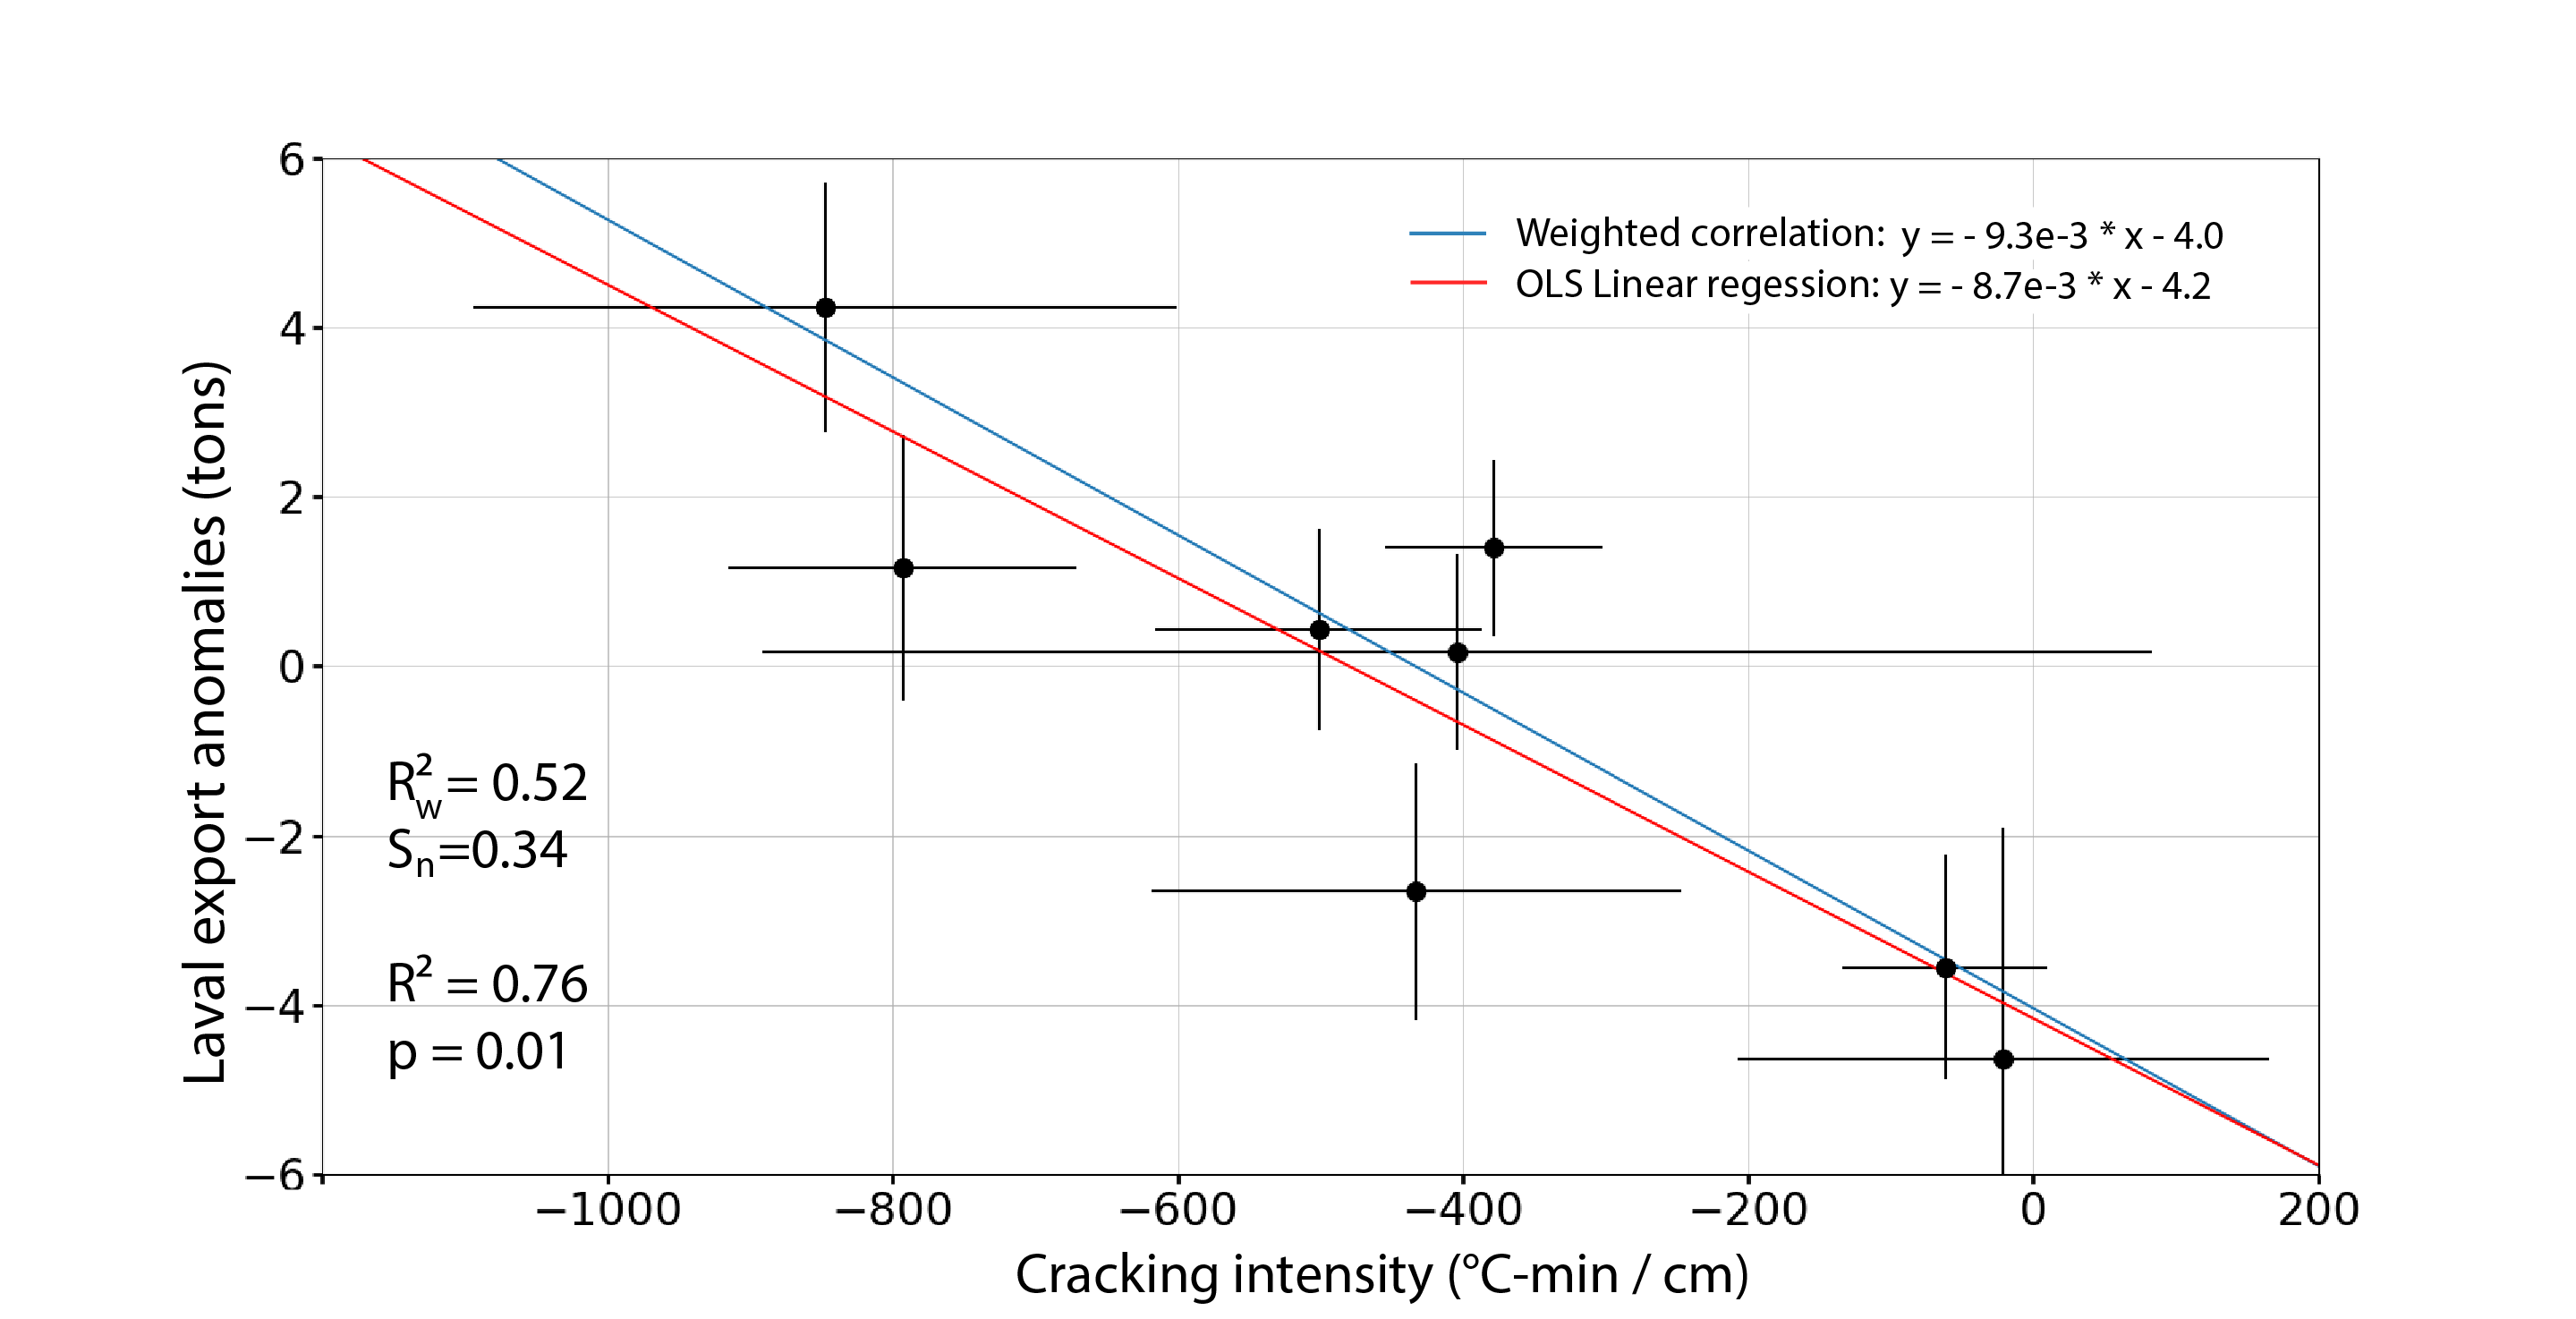 6
4
2
0
−2
−4
−6
Laval export anomalies (tons)
Weighted correlation: y = - 9.3e-3 * x - 4.0
OLS Linear regession: y = - 8.7e-3 * x - 4.2
R²w = 0.52
Sn=0.34
R² = 0.76
p = 0.01
−1000 −800 −600 −400 −200 0 200
Cracking intensity (°C-min / cm)